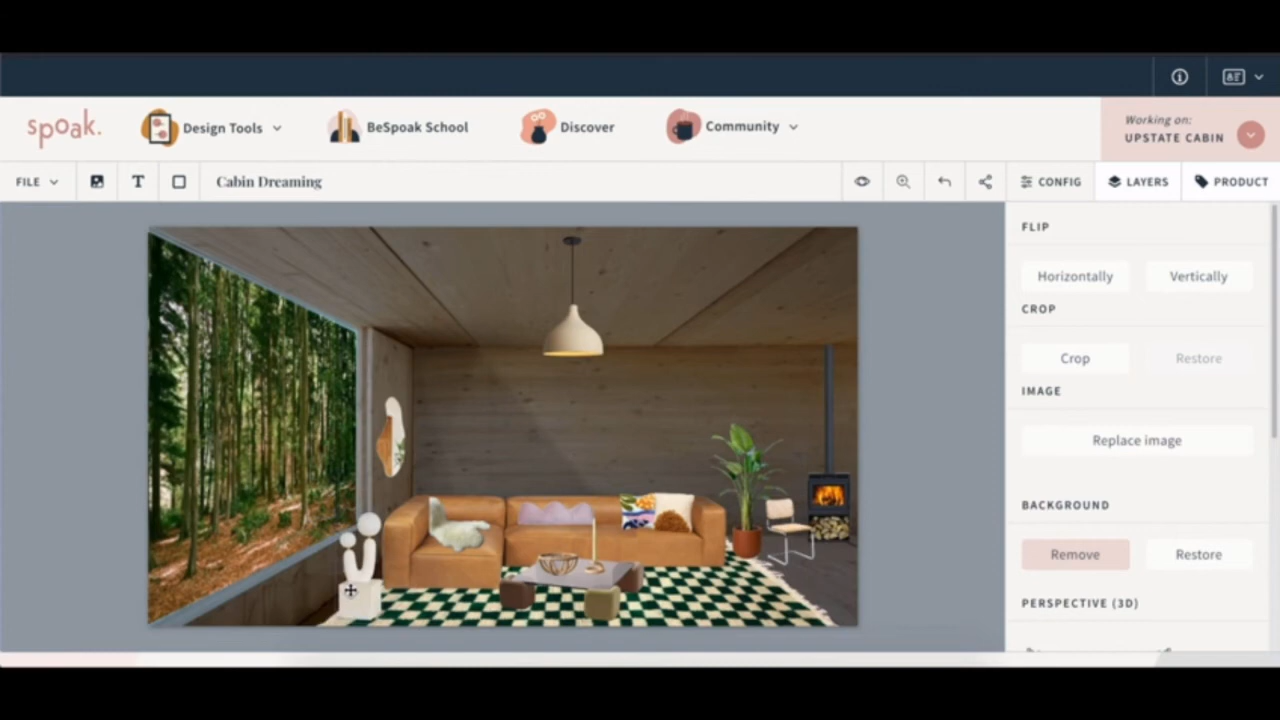 spoak.
Design Tools
BeSpoak School
Discover
Community
Working on:
UPSTATE CABIN
FILE
T
Cabin Dreaming
CONFIG
LAYERS
PRODUCT
FLIP
Horizontally
Vertically
CROP
Crop
Restore
IMAGE
Replace image
BACKGROUND
Remove
Restore
PERSPECTIVE (3D)